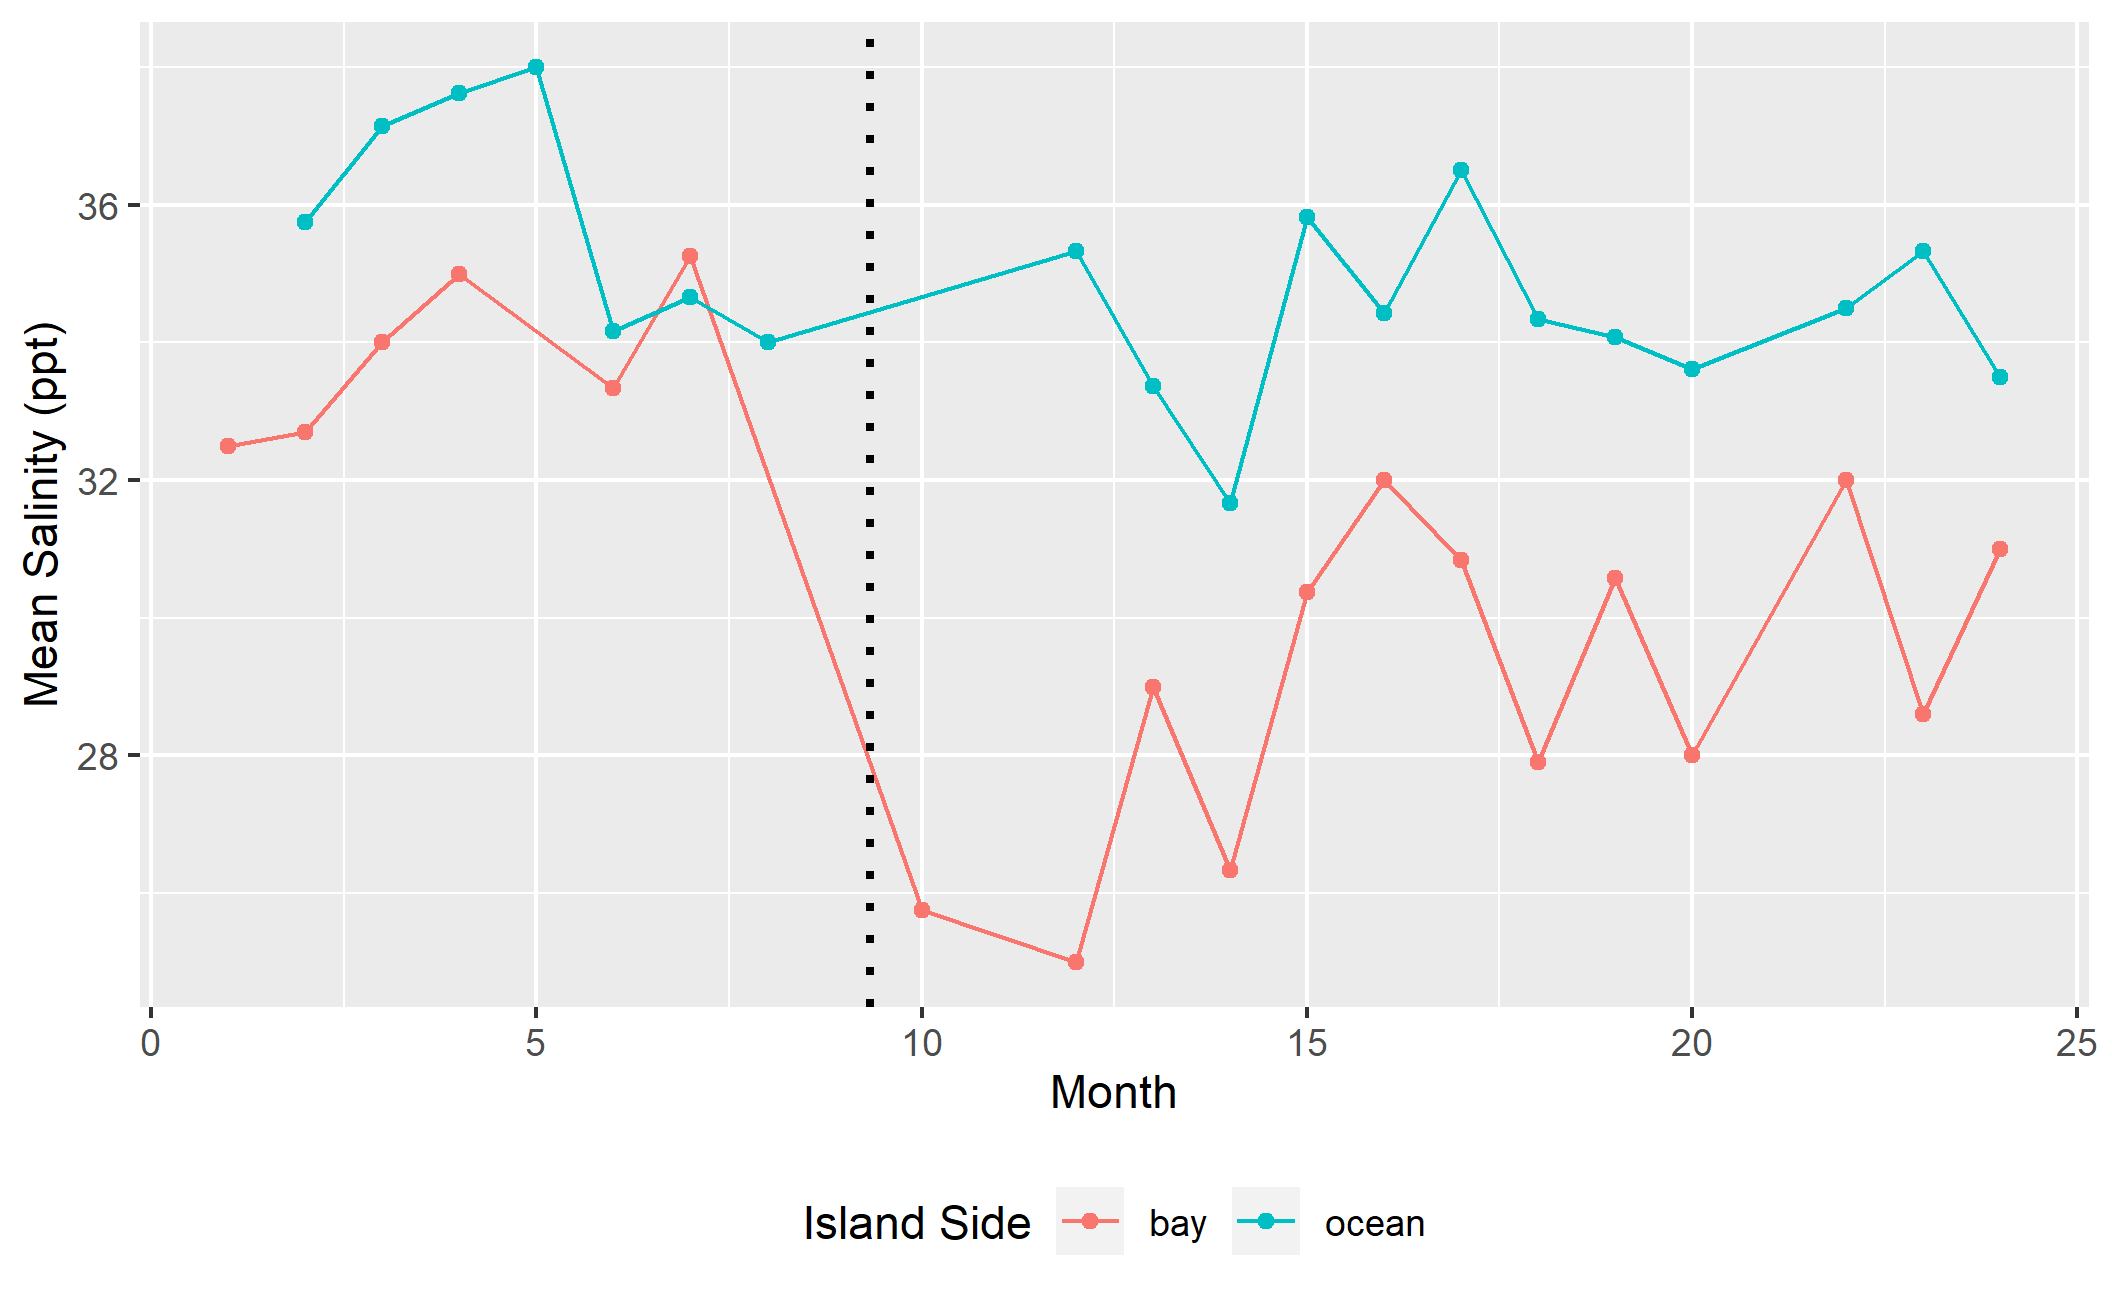 Mean Salinity (ppt)
36
32
28
0 5 10 15 20 25
Month
Island Side bay ocean